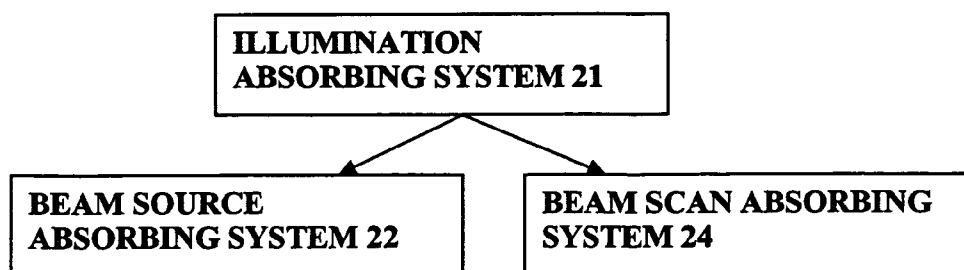 ILLUMINATION
ABSORBING SYSTEM 21
BEAM SOURCE
ABSORBING SYSTEM 22
BEAM SCAN ABSORBING
SYSTEM 24